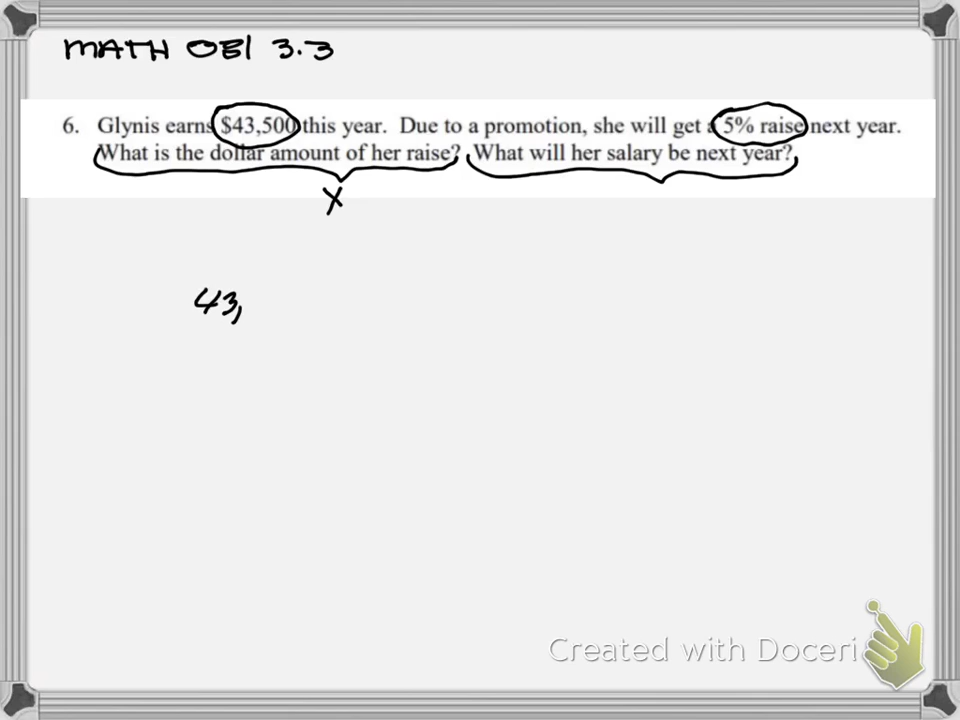 MATH 081 3.3
6. Glynis earns $43,500 this year. Due to a promotion, she will get a 5% raise next year.
What is the dollar amount of her raise? What will her salary be next year?
X
43,
Created with Doceri